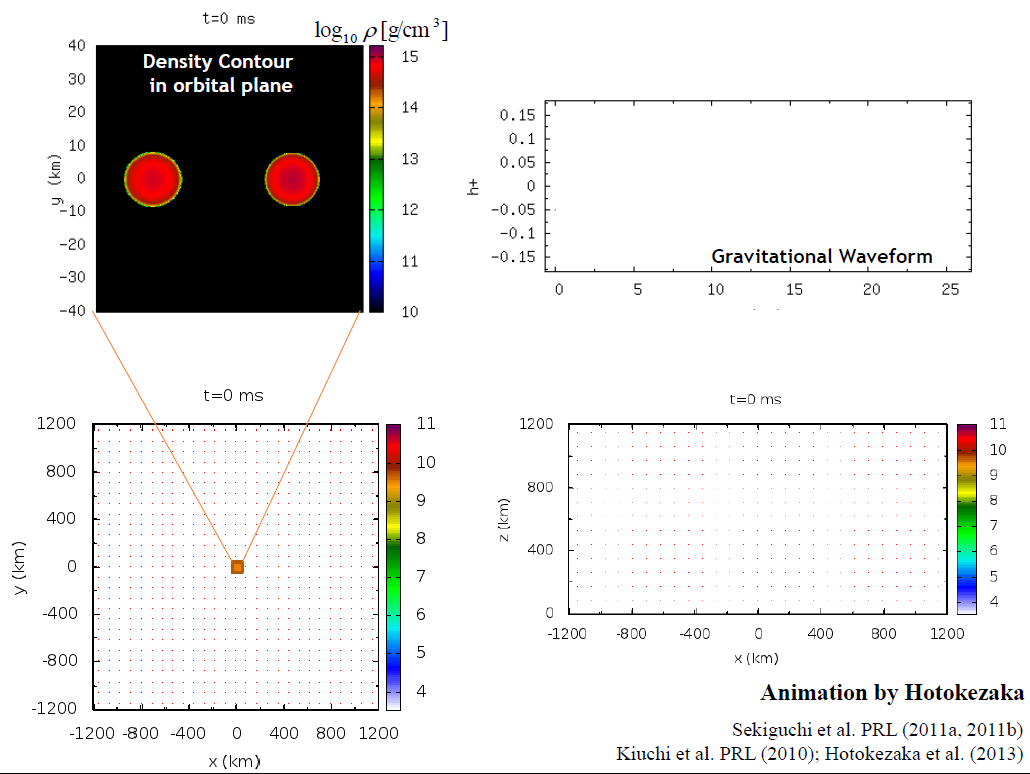 t=0 ms
log10 ρ [g/cm3]
Density Contour
in orbital plane
40
30
20
10
0
-10
-20
-30
-40
y (km)
15
14
13
12
11
10
0.15
0.1
0.05
0
-0.05
-0.1
-0.15
h+
Gravitational Waveform
0 5 10 15 20 25
t=0 ms
1200
800
400
0
-400
-800
-1200
y (km)
-1200 -800 -400 0 400 800 1200
x (km)
11
10
9
8
7
6
5
4
t=0 ms
1200
800
400
0
z (km)
-1200 -800 -400 0 400 800 1200
x (km)
11
10
9
8
7
6
5
4
Animation by Hotokezaka
Sekiguchi et al. PRL (2011a, 2011b)
Kiuchi et al. PRL (2010); Hotokezaka et al. (2013)